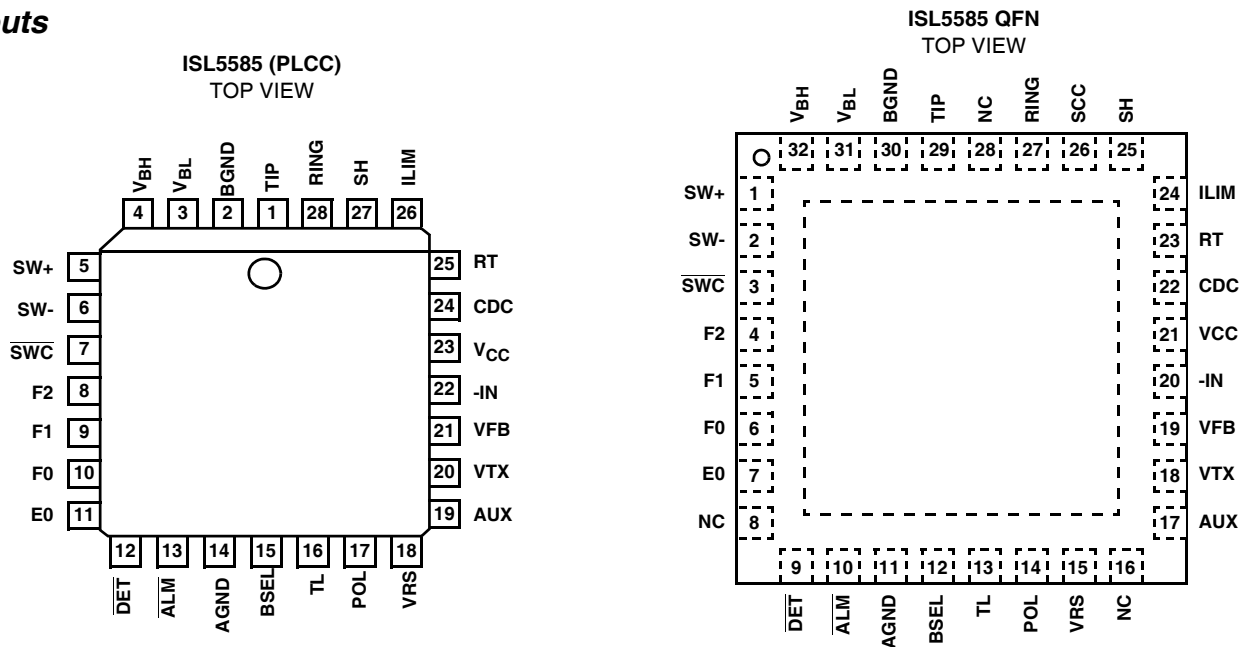 outs
ISL5585 (PLCC)
TOP VIEW
VBH
VBL
BGND
TIP
RING
SH
ILIM
4 3 2 1 28 27 26
SW+ 5
SW- 6
SWC 7
F2 8
F1 9
F0 10
E0 11
25 RT
24 CDC
23 VCC
22 -IN
21 VFB
20 VTX
19 AUX
12 13 14 15 16 17 18
DET
ALM
AGND
BSEL
TL
POL
VRS
ISL5585 QFN
TOP VIEW
VBH
VBL
BGND
TIP
NC
RING
SCC
SH
32 31 30 29 28 27 26 25
SW+ 1
SW- 2
SWC 3
F2 4
F1 5
F0 6
E0 7
NC 8
24 ILIM
23 RT
22 CDC
21 VCC
20 -IN
19 VFB
18 VTX
17 AUX
9 10 11 12 13 14 15 16
DET
ALM
AGND
BSEL
TL
POL
VRS
NC